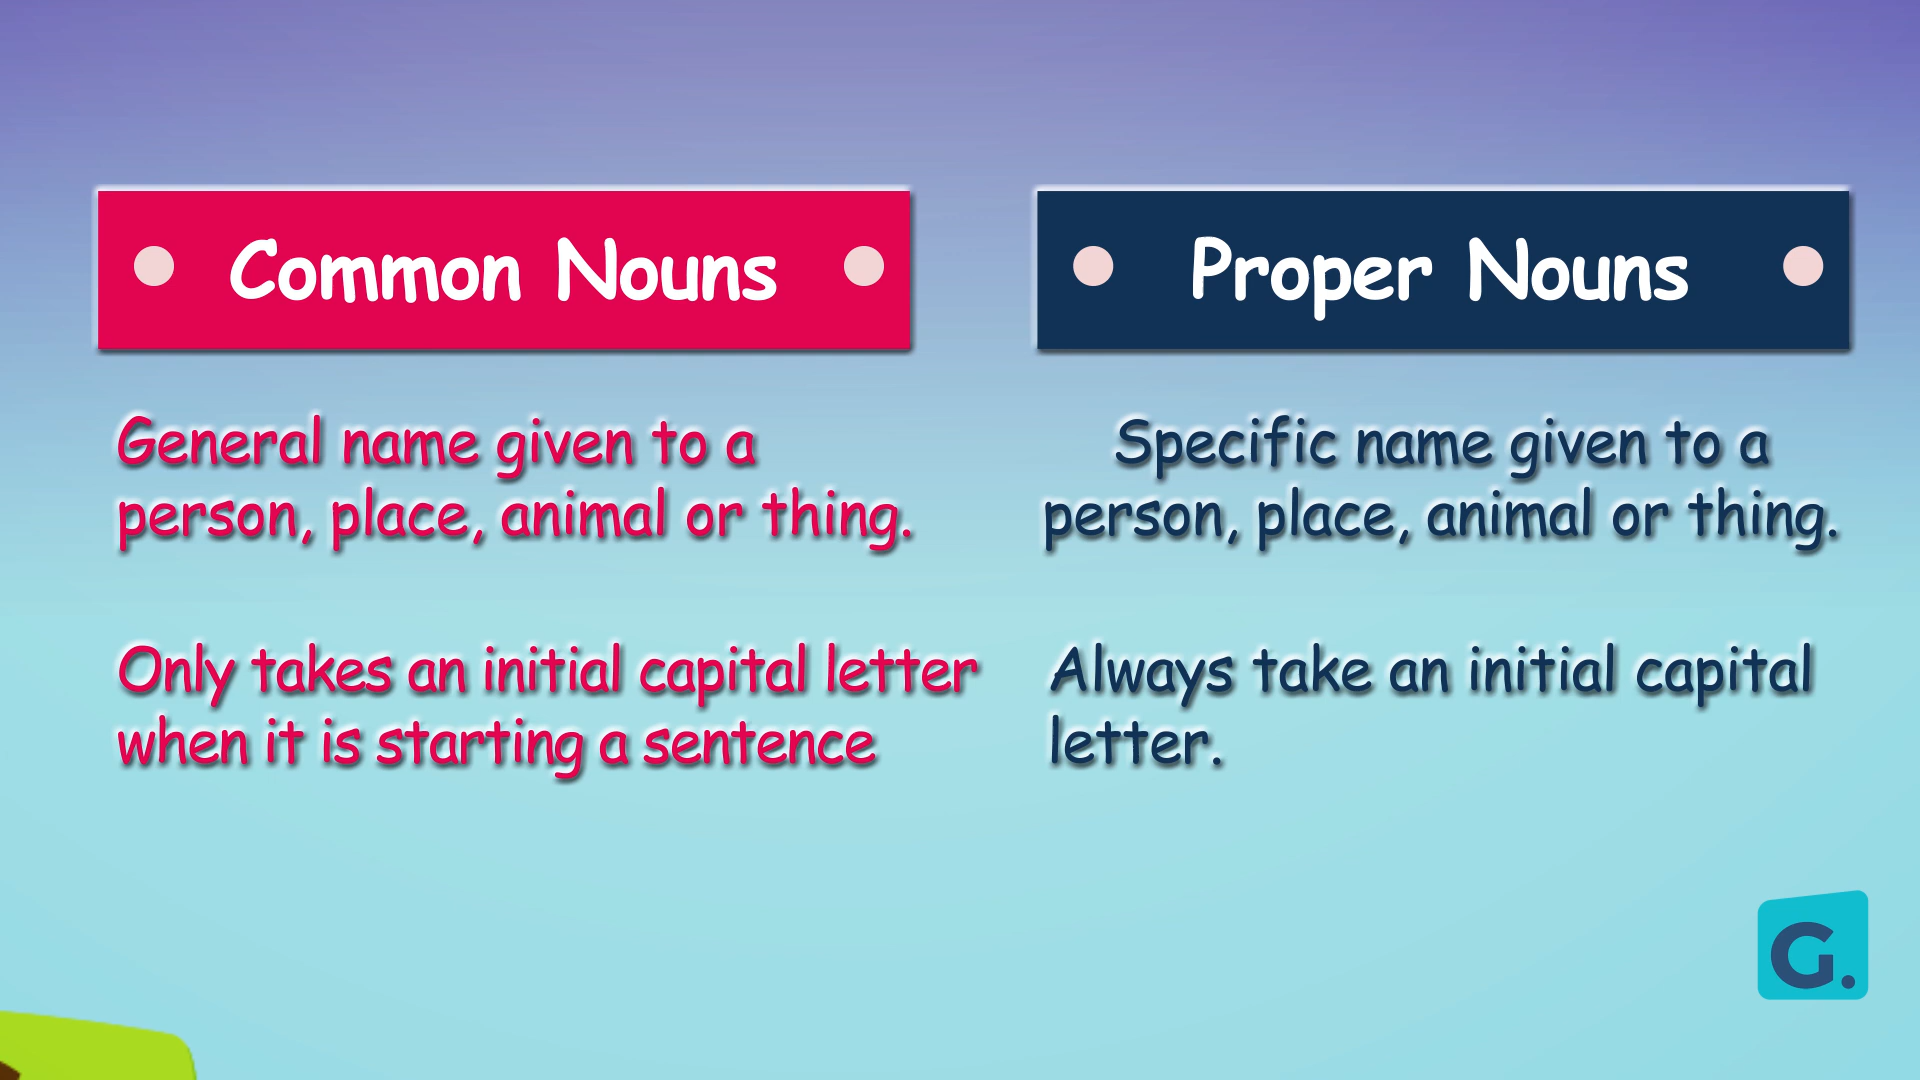 Common Nouns
General name given to a
person, place, animal or thing.
Only takes an initial capital letter
when it is starting a sentence
Proper Nouns
Specific name given to a
person, place, animal or thing.
Always take an initial capital
letter.
G.